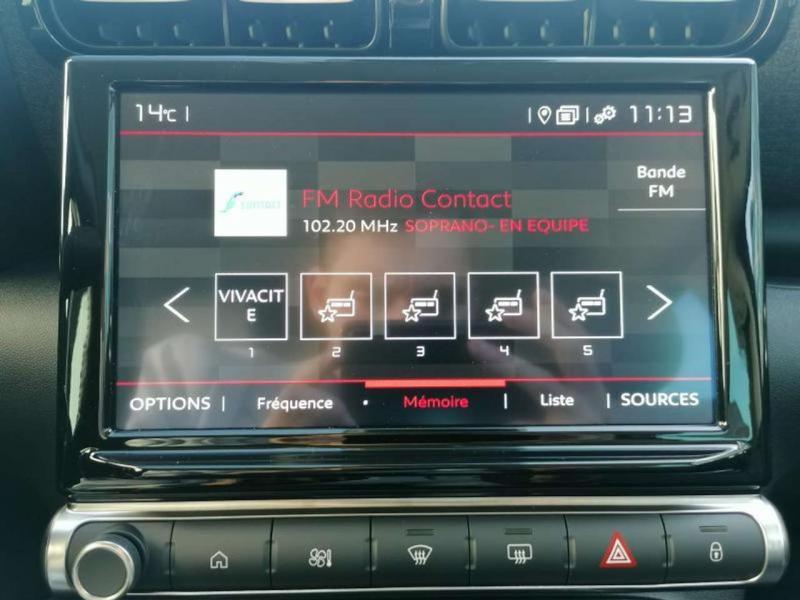 14°C
11:13
Bande
FM
contact
FM Radio Contact
102.20 MHz SOPRANO- EN EQUIPE
VIVACIT
E
1 2 3 4 5
OPTIONS Fréquence Mémoire Liste SOURCES